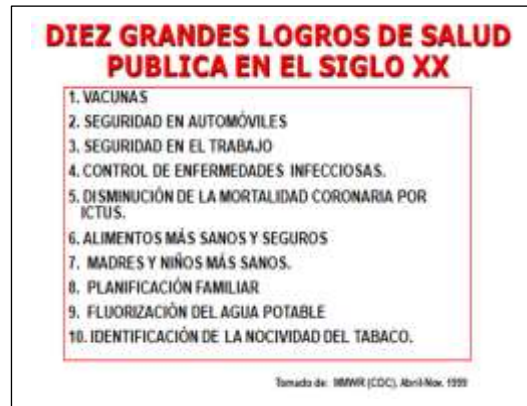 DIEZ GRANDES LOGROS DE SALUD
PUBLICA EN EL SIGLO XX
1. VACUNAS
2. SEGURIDAD EN AUTOMÓVILES
3. SEGURIDAD EN EL TRABAJO
4. CONTROL DE ENFERMEDADES INFECCIOSAS.
5. DISMINUCIÓN DE LA MORTALIDAD CORONARIA POR
ICTUS.
6. ALIMENTOS MÁS SANOS Y SEGUROS
7. MADRES Y NIÑOS MÁS SANOS.
8. PLANIFICACIÓN FAMILIAR
9. FLUORIZACIÓN DEL AGUA POTABLE
10. IDENTIFICACIÓN DE LA NOCIVIDAD DEL TABACO.
Tomado de: MMWR (CDC), Abril-Nov. 1999